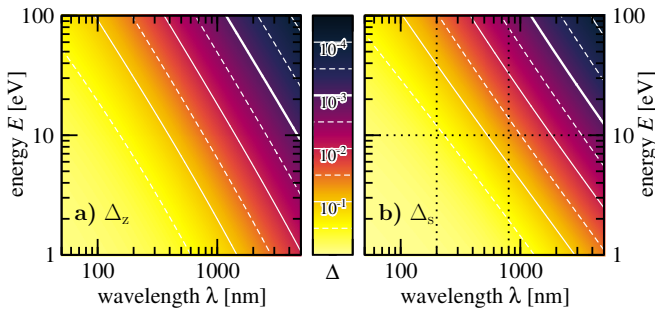 100
10
1
energy E [eV]
a) Δz
100
1000
wavelength λ [nm]
10⁻⁴
10⁻³
10⁻²
10⁻¹
Δ
b) Δs
100
1000
wavelength λ [nm]
100
10
1
energy E [eV]